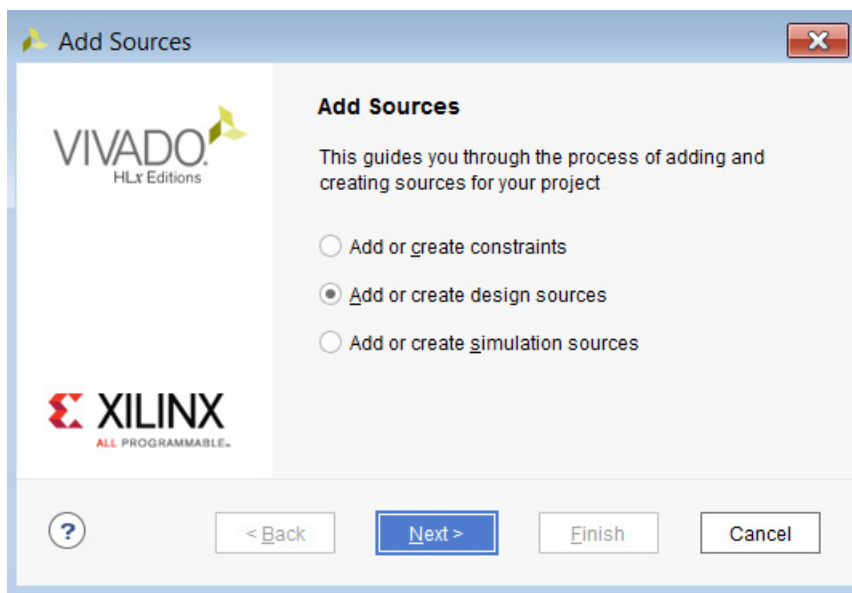 Add Sources
VIVADO.
HLx Editions
Add Sources
This guides you through the process of adding and
creating sources for your project
Add or create constraints
Add or create design sources
Add or create simulation sources
XILINX
ALL PROGRAMMABLE™
?
< Back
Next >
Finish
Cancel